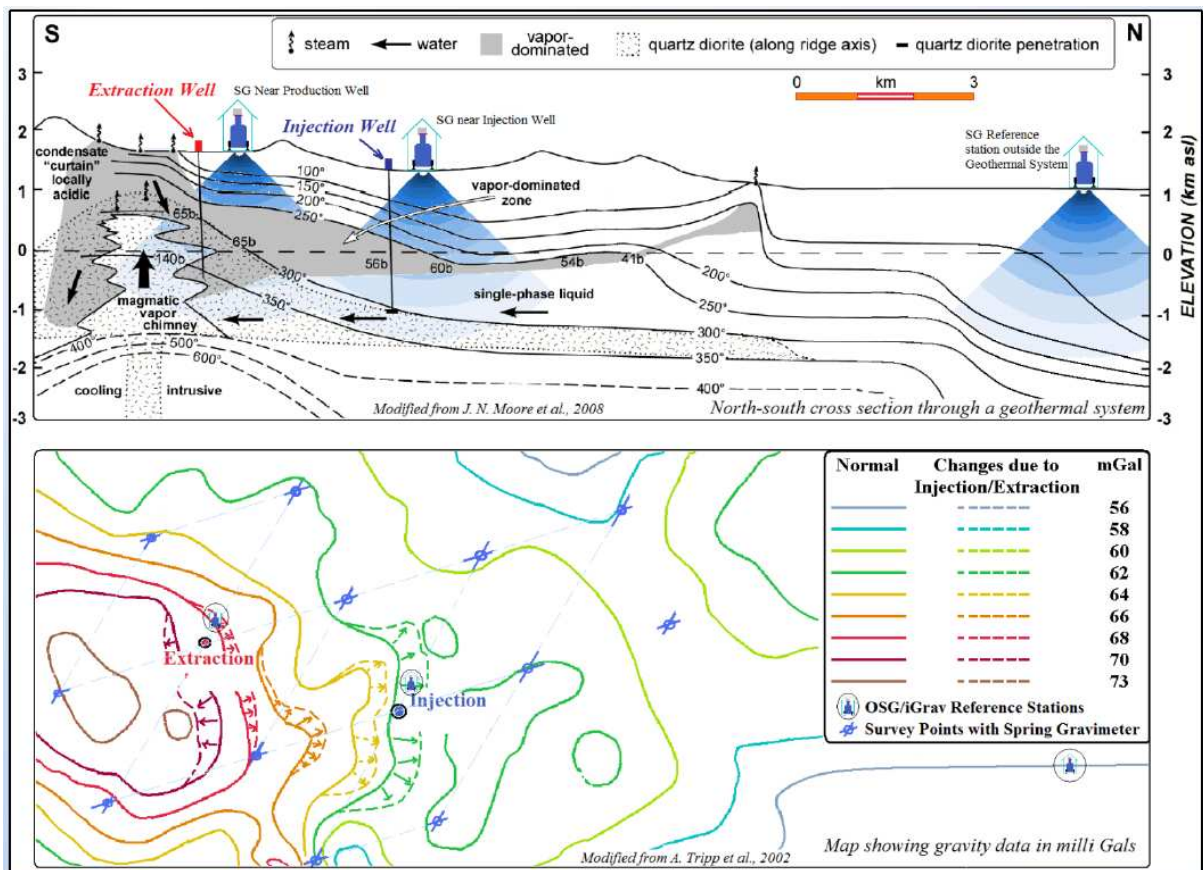 S
N
steam
water
vapor-
dominated
quartz diorite (along ridge axis)
quartz diorite penetration
Extraction Well
SG Near Production Well
Injection Well
SG near Injection Well
0 km 3
SG Reference
station outside the
Geothermal System
3
2
1
0
-1
-2
-3
condensate
"curtain" locally
acidic
100°
150°
200°
250°
vapor-dominated
zone
65b
65b
140b
56b
60b
54b
41b
300°
350°
magmatic
vapor
chimney
single-phase liquid
200°
250°
300°
350°
400°
400°
500°
600°
cooling
intrusive
3
2
1
0
-1
-2
-3
ELEVATION (km asl)
Modified from J. N. Moore et al., 2008
North-south cross section through a geothermal system
Normal Changes due to mGal
Injection/Extraction
56
58
60
62
64
66
68
70
73
OSG/iGrav Reference Stations
Survey Points with Spring Gravimeter
Extraction
Injection
Modified from A. Tripp et al., 2002
Map showing gravity data in milli Gals